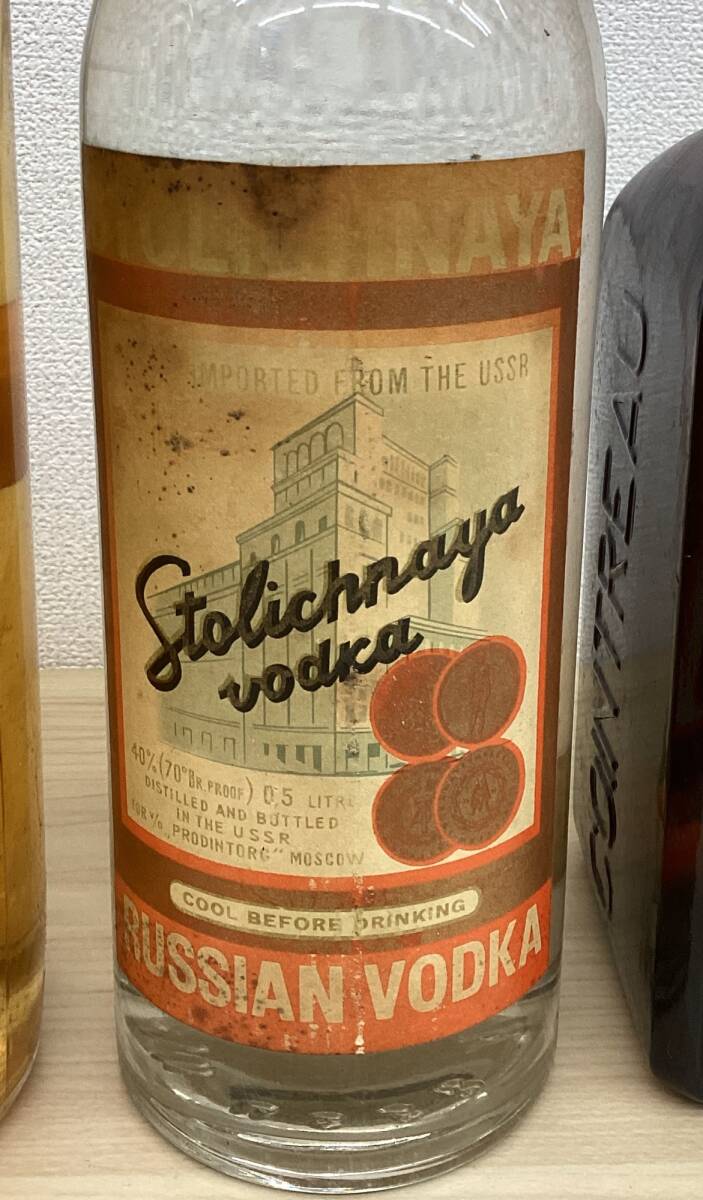 STOLICHNAYA
IMPORTED FROM THE USSR
Stolichnaya
vodka
40% (70° BR. PROOF) 0,5 LITRE
DISTILLED AND BOTTLED
IN THE USSR
FOR V/O „PRODINTORG" MOSCOW
COOL BEFORE DRINKING
RUSSIAN VODKA
COINTREAU